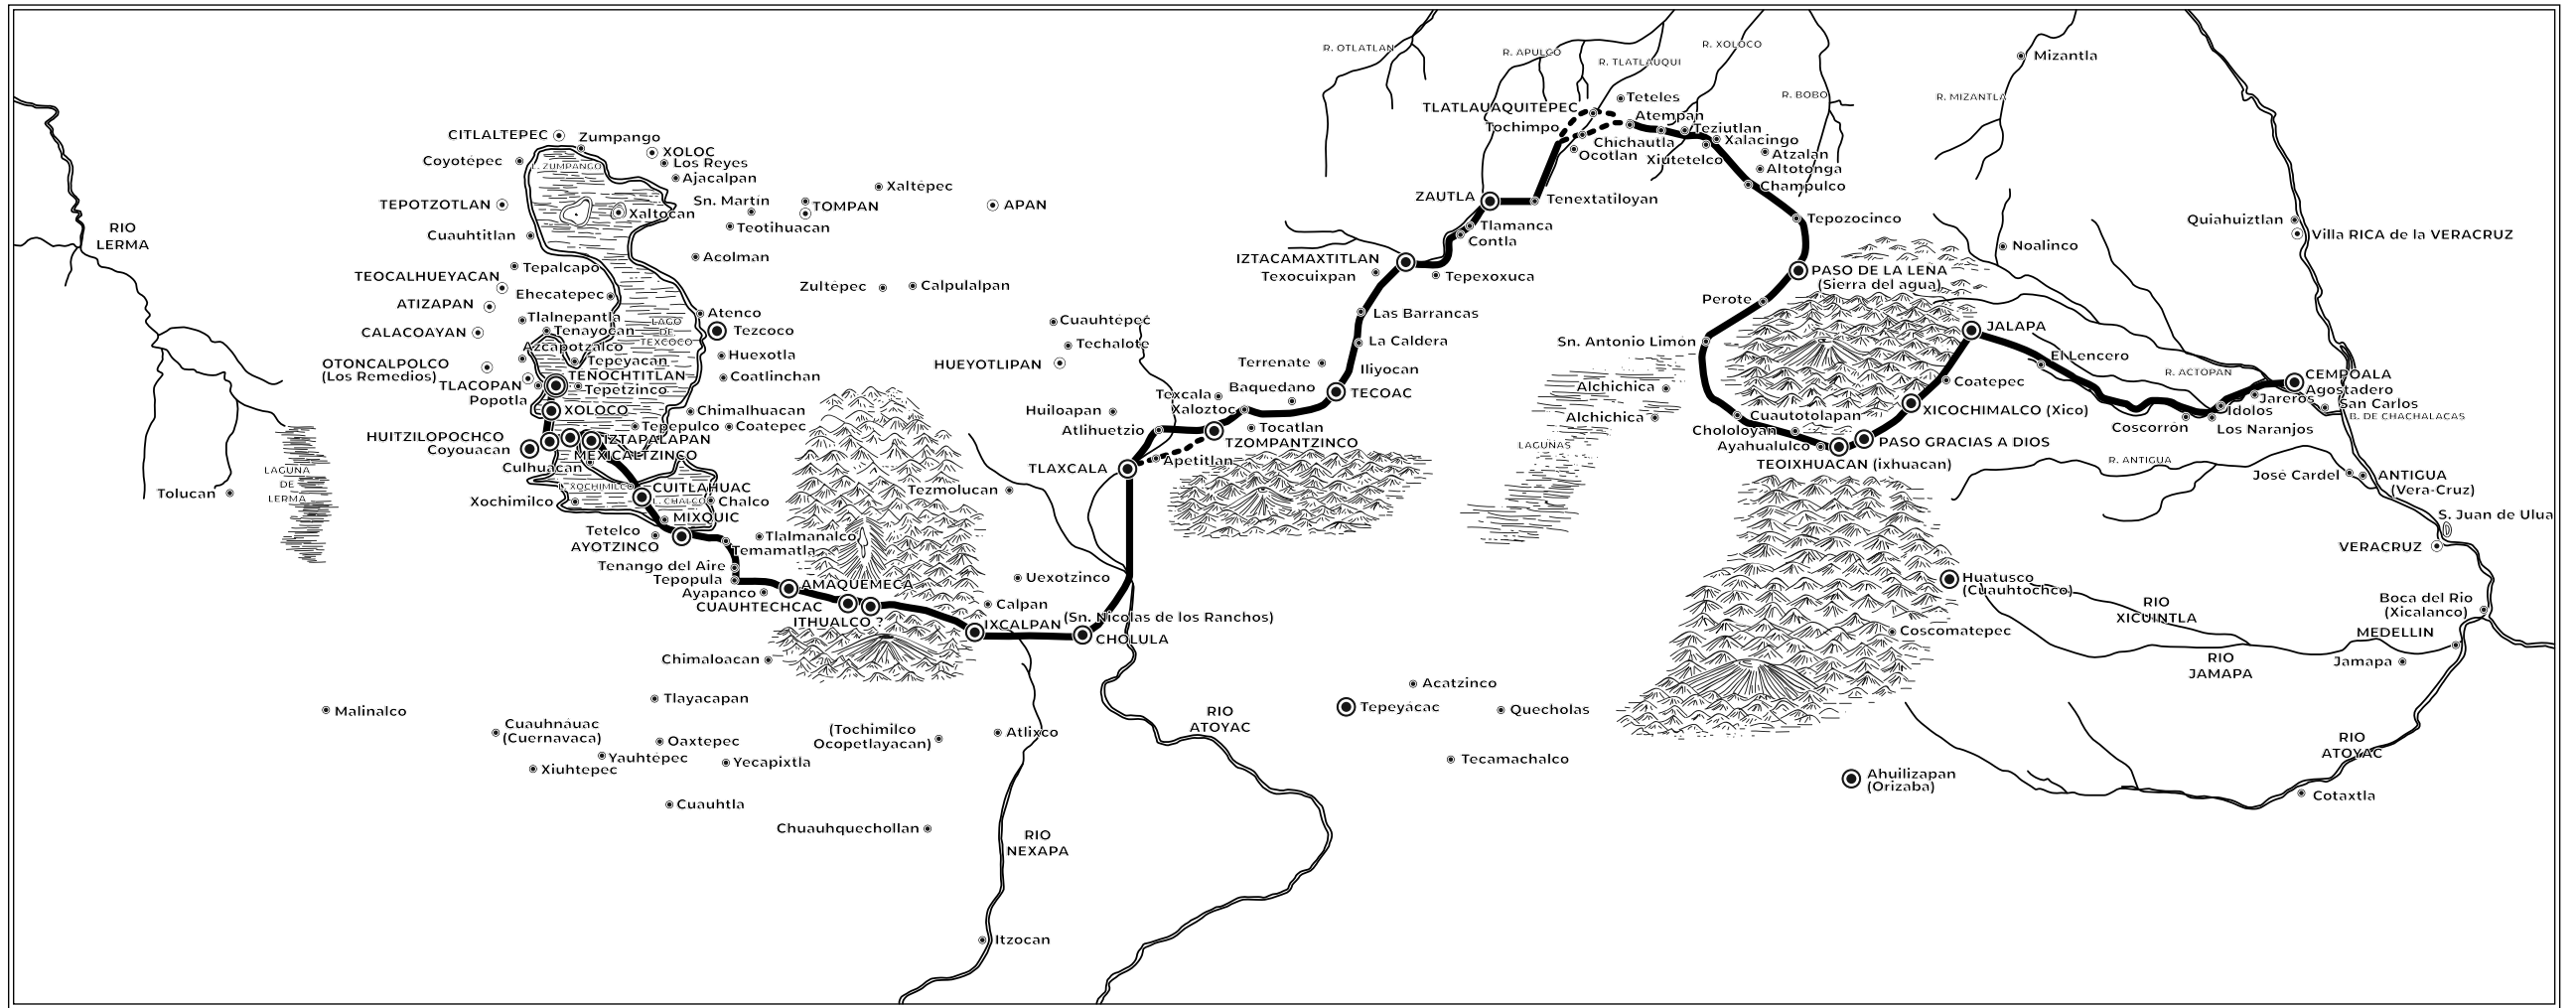 RIO
LERMA
Tolucan
LAGUNA
DE
LERMA
CITLALTEPEC
Zumpango
Coyotépec
XOLOC
Los Reyes
Ajacalpan
L. ZUMPANGO
TEPOTZOTLAN
Xaltocan
Sn. Martín
TOMPAN
Xaltépec
APAN
Cuauhtitlan
Teotihuacan
Tepalcapo
Acolman
TEOCALHUEYACAN
Ehecatepec
Zultépec
Calpulalpan
ATIZAPAN
Tlalnepantla
Atenco
CALACOAYAN
Tenayocan
LAGO
DE
TEXCOCO
Tezcoco
Azcapotzalco
Huexotla
OTONCALPOLCO
(Los Remedios)
Tepeyacan
TENOCHTITLAN
Coatlinchan
TLACOPAN
Tepetzinco
Popotla
XOLOCO
Chimalhuacan
Tepepulco
Coatepec
HUITZILOPOCHCO
Coyouacan
IZTAPALAPAN
MEXICALTZINCO
Culhuacan
L. XOCHIMILCO
CUITLAHUAC
L. CHALCO
Chalco
Xochimilco
MIXQUIC
Tetelco
AYOTZINCO
Tlalmanalco
Temamatla
Tenango del Aire
Tepopula
Ayapanco
AMAQUEMECA
CUAUHTECHCAC
ITHUALCO ?
Chimaloacan
Tlayacapan
Malinalco
Cuauhnáuac
(Cuernavaca)
Oaxtepec
Yauhtépec
Xiuhtepec
Yecapixtla
(Tochimilco
Ocopetlayacan)
Cuauhtla
Chuauhquechollan
Cuauhtépec
Techalote
HUEYOTLIPAN
Huiloapan
Atlihuetzio
Texcala
Xaloztoc
Baquedano
Terrenate
Tocatlan
TZOMPANTZINCO
TLAXCALA
Apetitlan
Tezmolucan
Uexotzinco
Calpan
IXCALPAN
(Sn. Nicolas de los Ranchos)
CHOLULA
Atlixco
RIO
ATOYAC
RIO
NEXAPA
Itzocan
R. OTLATLAN
R. APULCO
R. TLATLAUQUI
R. XOLOCO
R. BOBO
R. MIZANTLA
Mizantla
TLATLAUAQUITEPEC
Teteles
Tochimpo
Atempan
Teziutlan
Chichautla
Ocotlan
Xalacingo
Xiutetelco
Atzalan
Altotonga
Champulco
ZAUTLA
Tenextatiloyan
Tlamanca
Contla
Tepozocinco
IZTACAMAXTITLAN
Texocuixpan
Tepexoxuca
PASO DE LA LEÑA
(Sierra del agua)
Perote
Las Barrancas
La Caldera
Iliyocan
TECOAC
Sn. Antonio Limón
Alchichica
Alchichica
LAGUNAS
Cuautotolapan
Chololoyan
Ayahualulco
TEOIXHUACAN (ixhuacan)
PASO GRACIAS A DIOS
XICOCHIMALCO (Xico)
Coatepec
JALAPA
El Lencero
Noalinco
Quiahuiztlan
Villa RICA de la VERACRUZ
R. ACTOPAN
CEMPOALA
Agostadero
Jareros
San Carlos
Idolos
B. DE CHACHALACAS
Coscorrón
Los Naranjos
R. ANTIGUA
José Cardel
ANTIGUA
(Vera-Cruz)
S. Juan de Ulua
VERACRUZ
Huatusco
(Cuauhtochco)
Boca del Rio
(Xicalanco)
RIO
XICUINTLA
MEDELLIN
Coscomatepec
RIO
JAMAPA
Jamapa
Acatzinco
Tepeyácac
Quecholas
Tecamachalco
RIO
ATOYAC
Ahuilizapan
(Orizaba)
Cotaxtla